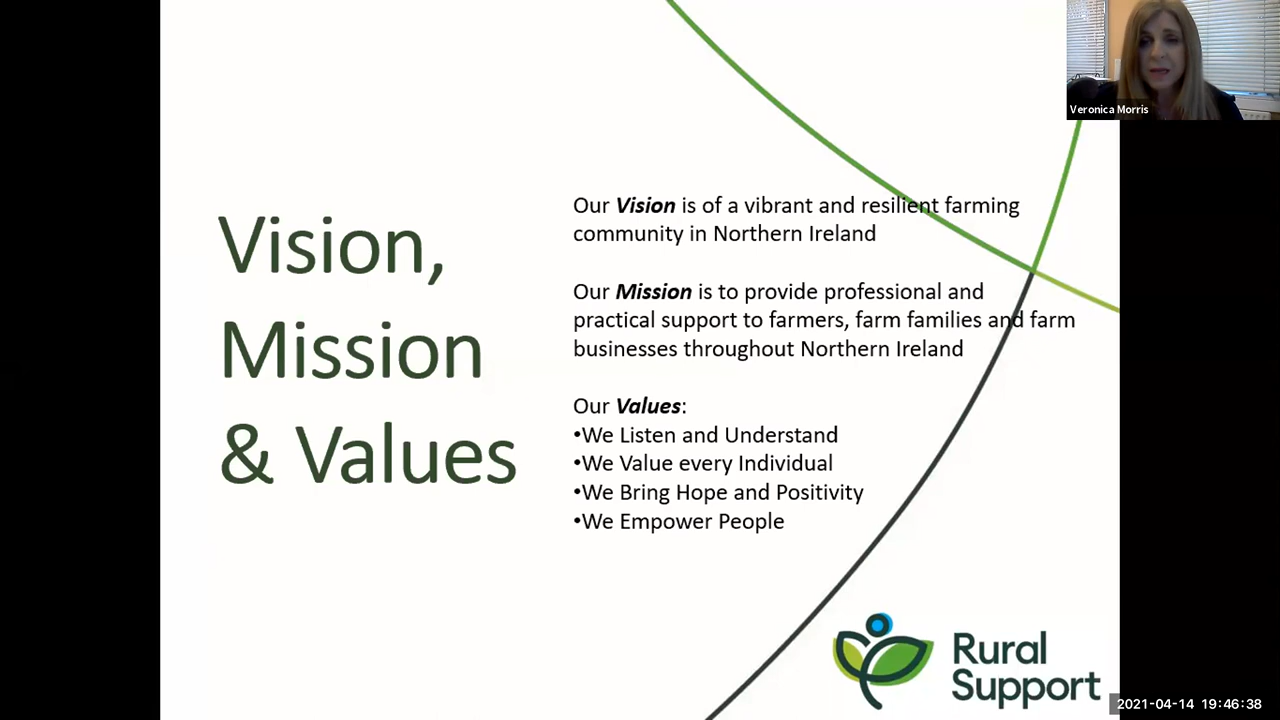 Veronica Morris
Vision,
Mission
& Values
Our Vision is of a vibrant and resilient farming
community in Northern Ireland
Our Mission is to provide professional and
practical support to farmers, farm families and farm
businesses throughout Northern Ireland
Our Values:
•We Listen and Understand
•We Value every Individual
•We Bring Hope and Positivity
•We Empower People
Rural
Support
2021-04-14 19:46:38